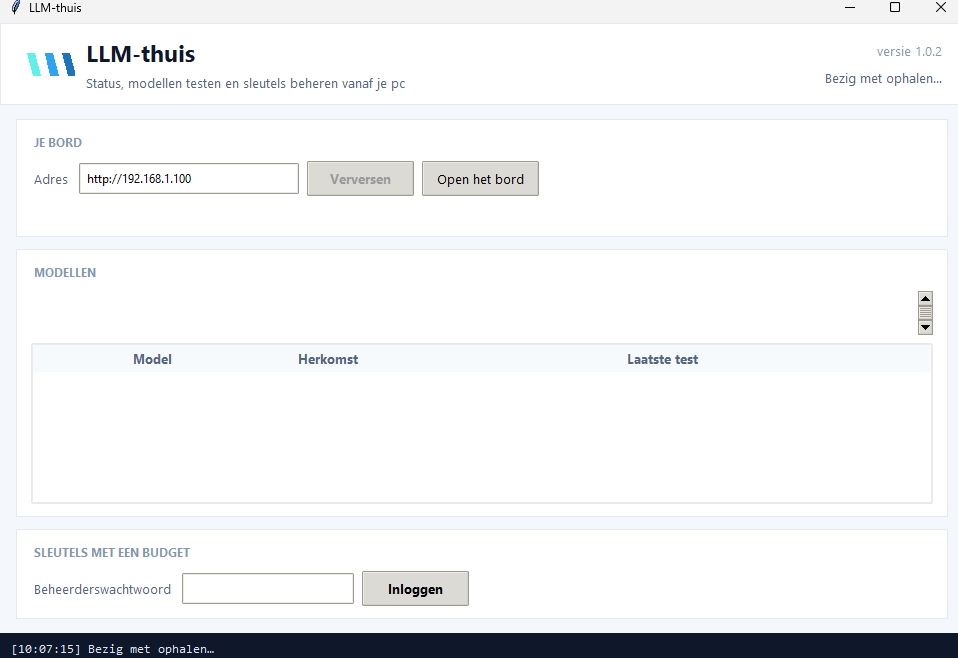 LLM-thuis
LLM-thuis
versie 1.0.2
Status, modellen testen en sleutels beheren vanaf je pc
Bezig met ophalen...
JE BORD
Adres http://192.168.1.100 Verversen Open het bord
MODELLEN
Model Herkomst Laatste test
SLEUTELS MET EEN BUDGET
Beheerderswachtwoord Inloggen
[10:07:15] Bezig met ophalen…